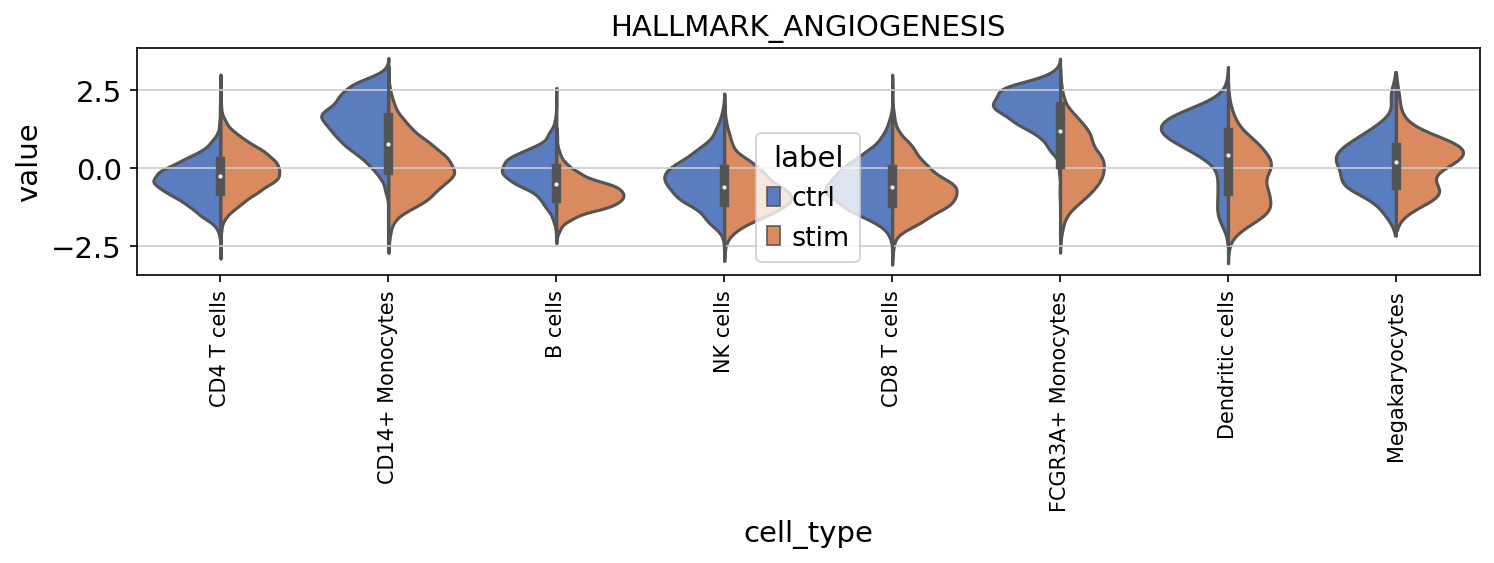 HALLMARK_ANGIOGENESIS
value
2.5
0.0
−2.5
label
ctrl
stim
CD4 T cells
CD14+ Monocytes
B cells
NK cells
CD8 T cells
FCGR3A+ Monocytes
Dendritic cells
Megakaryocytes
cell_type